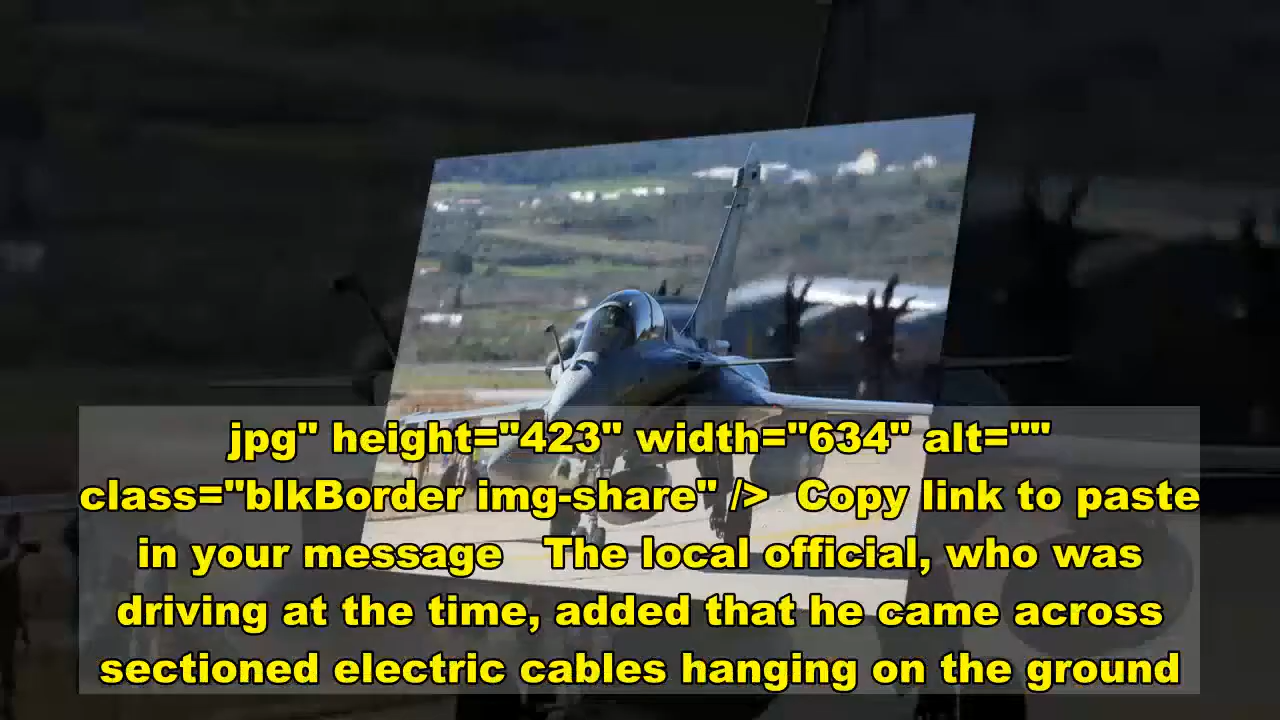 jpg" height="423" width="634" alt=""
class="blkBorder img-share" />  Copy link to paste
in your message   The local official, who was
driving at the time, added that he came across
sectioned electric cables hanging on the ground